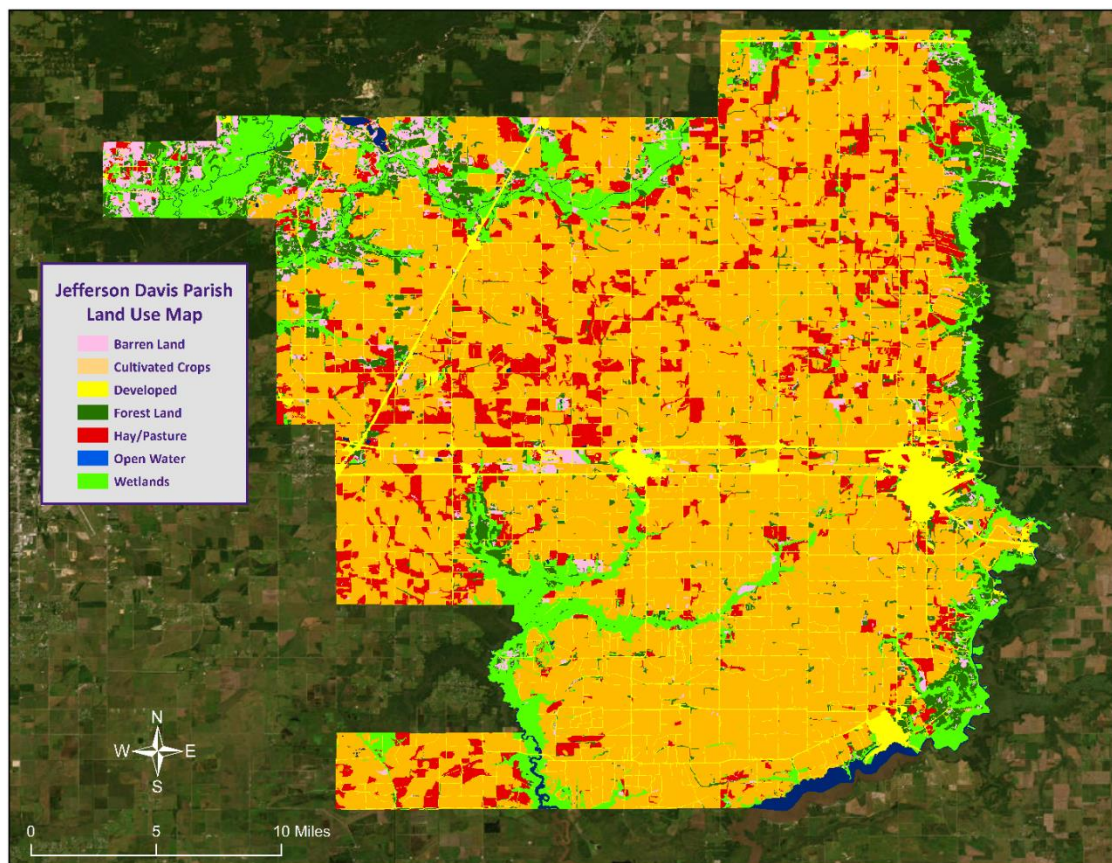 Jefferson Davis Parish
Land Use Map
Barren Land
Cultivated Crops
Developed
Forest Land
Hay/Pasture
Open Water
Wetlands
N
W E
S
0 5 10 Miles